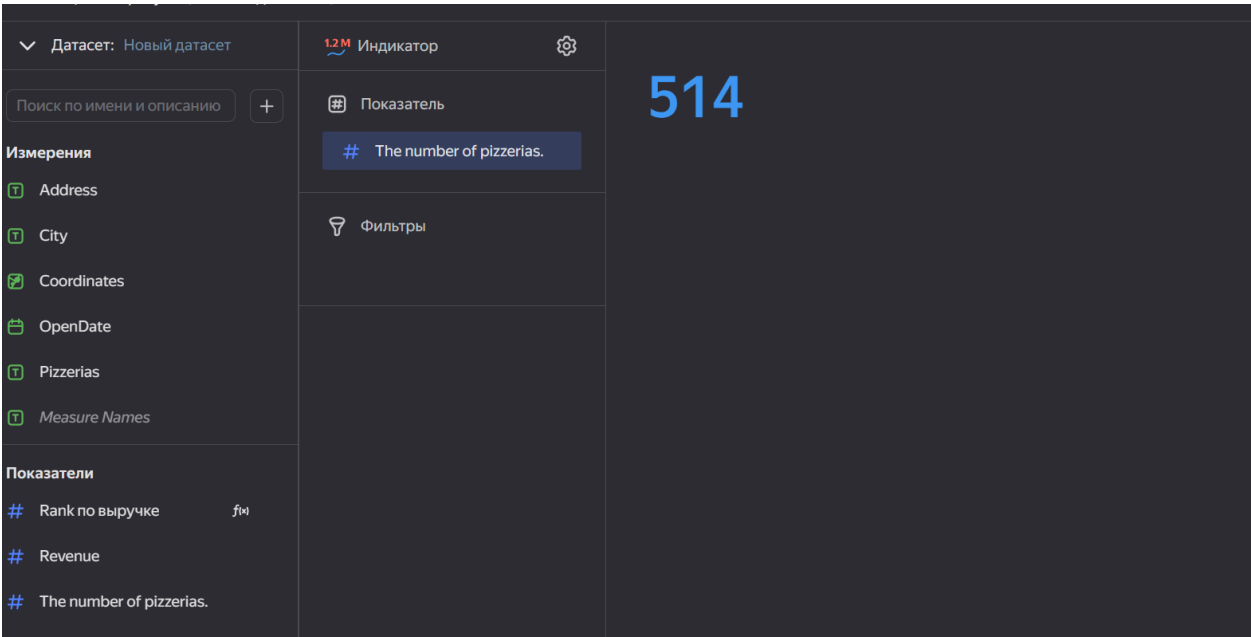 Датасет: Новый датасет
Поиск по имени и описанию
Измерения
Address
City
Coordinates
OpenDate
Pizzerias
Measure Names
Показатели
Rank по выручке f(x)
Revenue
The number of pizzerias.
1.2 M Индикатор
Показатель
The number of pizzerias.
Фильтры
514